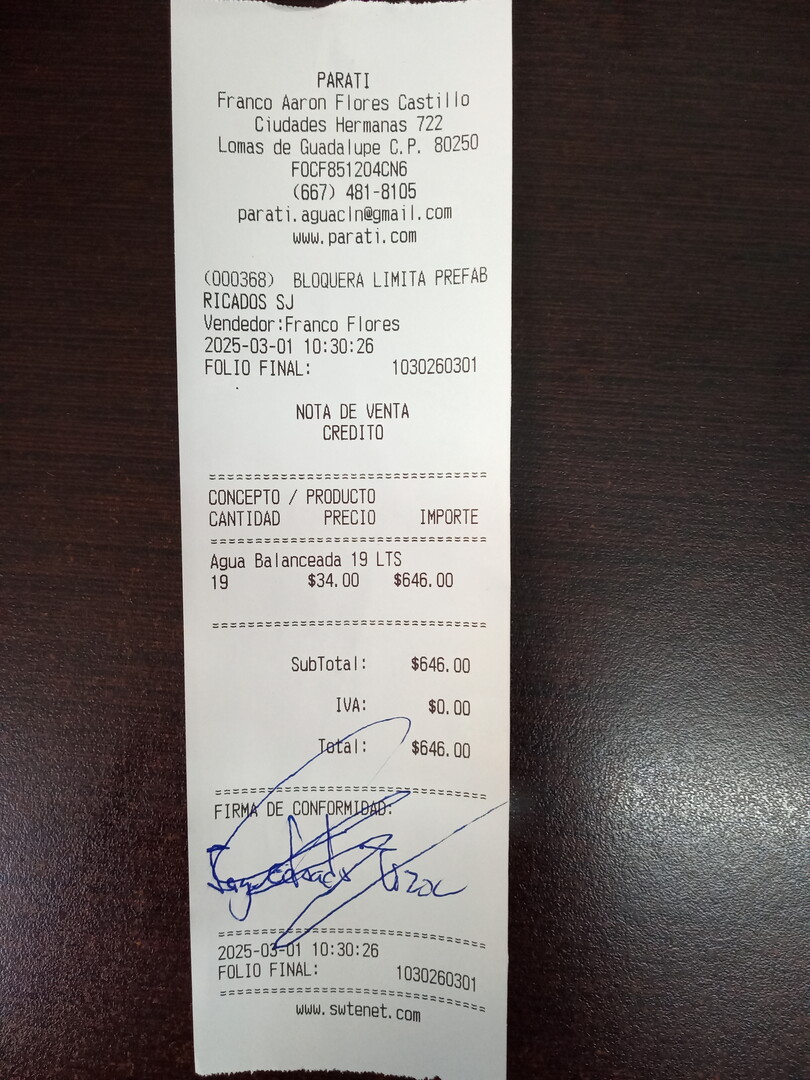 PARATI
Franco Aaron Flores Castillo
Ciudades Hermanas 722
Lomas de Guadalupe C.P. 80250
FOCF851204CN6
(667) 481-8105
parati.aguacln@gmail.com
www.parati.com
(000368) BLOQUERA LIMITA PREFAB
RICADOS SJ
Vendedor:Franco Flores
2025-03-01 10:30:26
FOLIO FINAL: 1030260301
NOTA DE VENTA
CREDITO
CONCEPTO / PRODUCTO
CANTIDAD PRECIO IMPORTE
Agua Balanceada 19 LTS
19 $34.00 $646.00
SubTotal: $646.00
IVA: $0.00
Total: $646.00
FIRMA DE CONFORMIDAD:
2025-03-01 10:30:26
FOLIO FINAL: 1030260301
www.swtenet.com